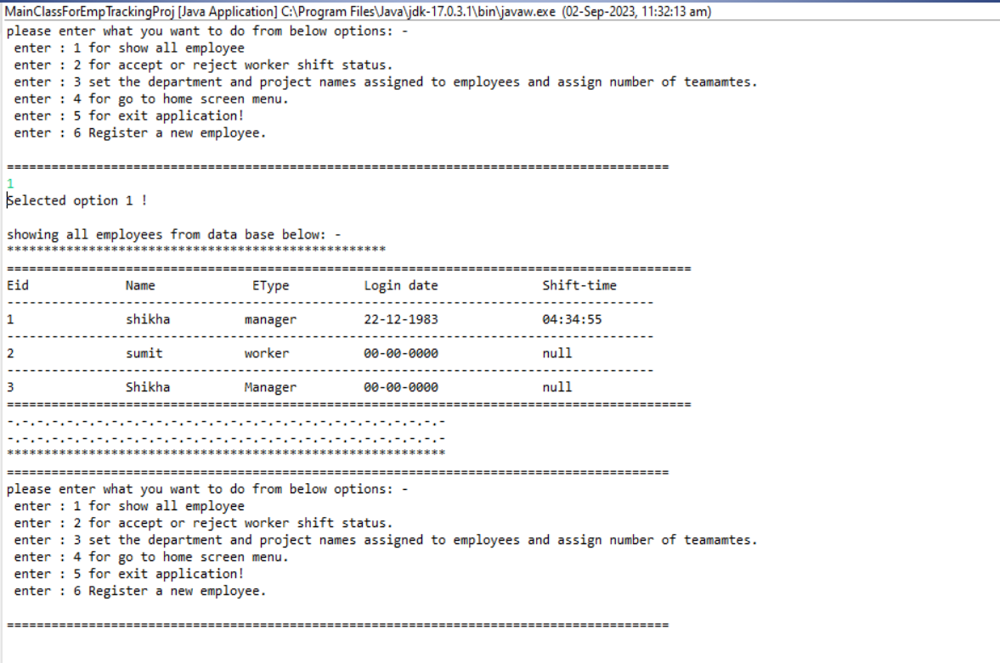 MainClassForEmpTrackingProj [Java Application] C:\Program Files\Java\jdk-17.0.3.1\bin\javaw.exe (02-Sep-2023, 11:32:13 am)
please enter what you want to do from below options: -
enter : 1 for show all employee
enter : 2 for accept or reject worker shift status.
enter : 3 set the department and project names assigned to employees and assign number of teamamtes.
enter : 4 for go to home screen menu.
enter : 5 for exit application!
enter : 6 Register a new employee.
=========================================================================================
1
Selected option 1 !
showing all employees from data base below: -
***************************************************
============================================================================================
Eid Name EType Login date Shift-time
---------------------------------------------------------------------------------------
1 shikha manager 22-12-1983 04:34:55
---------------------------------------------------------------------------------------
2 sumit worker 00-00-0000 null
---------------------------------------------------------------------------------------
3 Shikha Manager 00-00-0000 null
============================================================================================
-.-.-.-.-.-.-.-.-.-.-.-.-.-.-.-.-.-.-.-.-.-.-.-.-.-.-.-.-.-
-.-.-.-.-.-.-.-.-.-.-.-.-.-.-.-.-.-.-.-.-.-.-.-.-.-.-.-.-.-
***********************************************************
=========================================================================================
please enter what you want to do from below options: -
enter : 1 for show all employee
enter : 2 for accept or reject worker shift status.
enter : 3 set the department and project names assigned to employees and assign number of teamamtes.
enter : 4 for go to home screen menu.
enter : 5 for exit application!
enter : 6 Register a new employee.
=========================================================================================